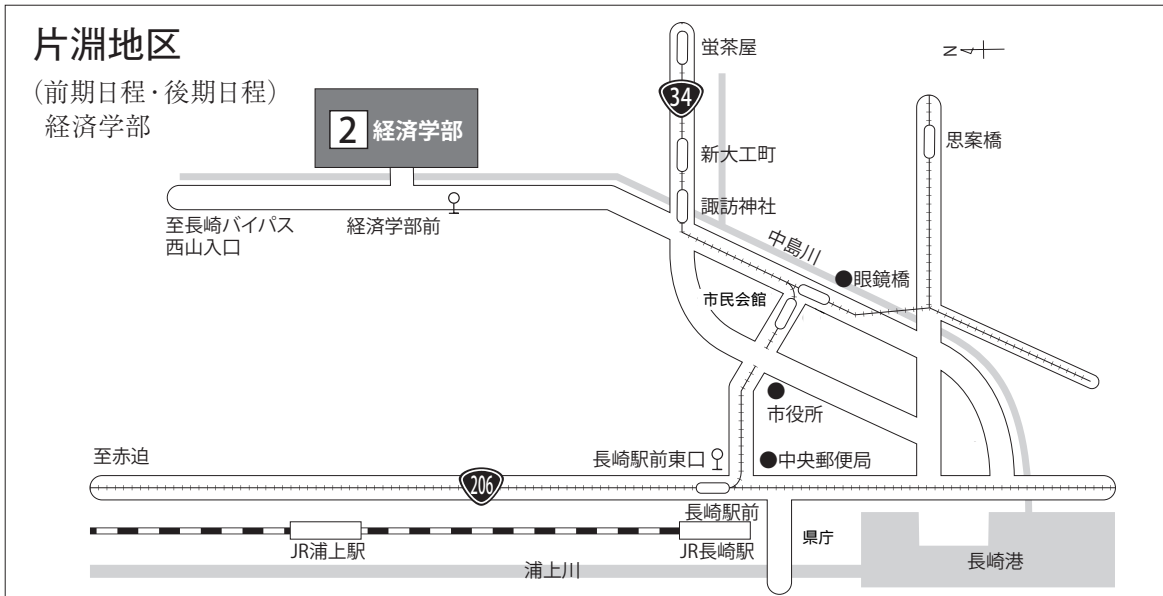 片淵地区
（前期日程・後期日程）
経済学部
2 経済学部
蛍茶屋
34
N
新大工町
思案橋
諏訪神社
至長崎バイパス
西山入口
経済学部前
中島川
眼鏡橋
市民会館
市役所
至赤迫
長崎駅前東口
中央郵便局
206
長崎駅前
県庁
JR浦上駅
JR長崎駅
長崎港
浦上川